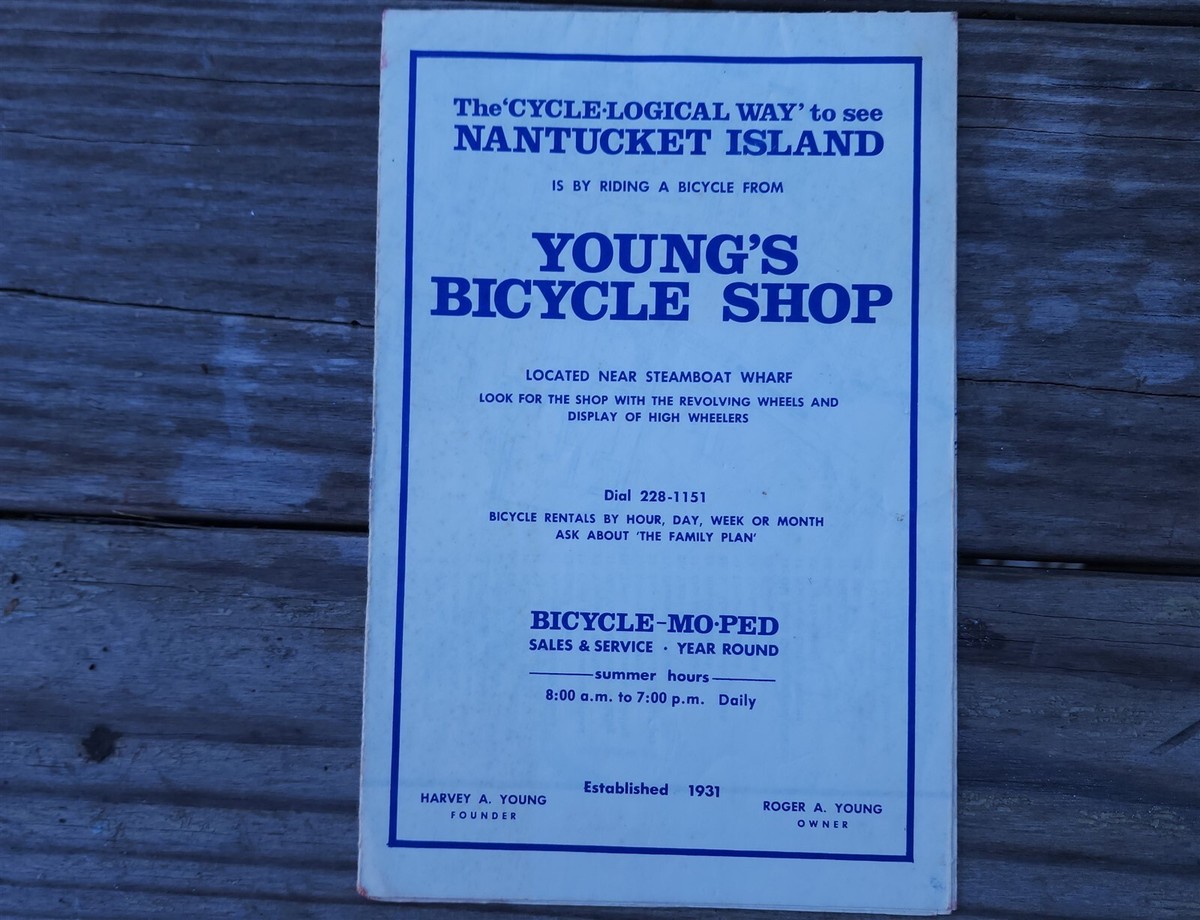 The 'CYCLE·LOGICAL WAY' to see
NANTUCKET ISLAND
IS BY RIDING A BICYCLE FROM
YOUNG'S
BICYCLE SHOP
LOCATED NEAR STEAMBOAT WHARF
LOOK FOR THE SHOP WITH THE REVOLVING WHEELS AND
DISPLAY OF HIGH WHEELERS
Dial 228-1151
BICYCLE RENTALS BY HOUR, DAY, WEEK OR MONTH
ASK ABOUT 'THE FAMILY PLAN'
BICYCLE-MO·PED
SALES & SERVICE · YEAR ROUND
summer hours
8:00 a.m. to 7:00 p.m. Daily
Established 1931
HARVEY A. YOUNG
FOUNDER
ROGER A. YOUNG
OWNER